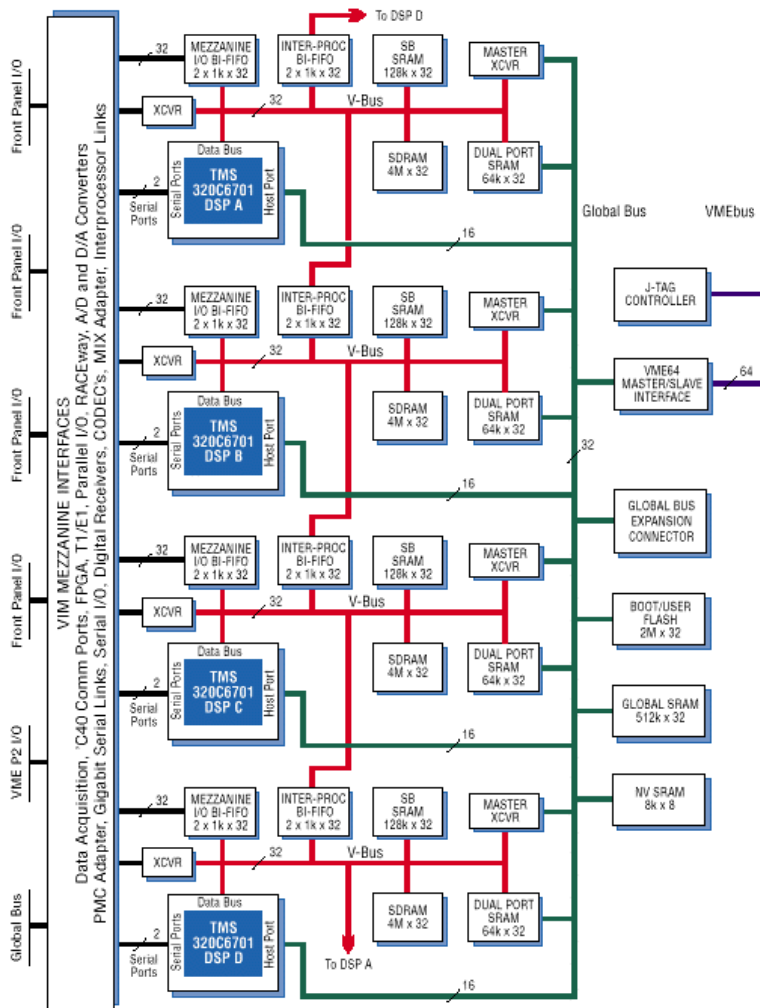 To DSP D
32
MEZZANINE
I/O BI-FIFO
2 x 1k x 32
INTER-PROC
BI-FIFO
2 x 1k x 32
SB
SRAM
128k x 32
MASTER
XCVR
XCVR
32
V-Bus
Data Bus
Serial Ports
TMS
320C6701
DSP A
Host Port
2
Serial
Ports
SDRAM
4M x 32
DUAL PORT
SRAM
64k x 32
16
Global Bus
VMEbus
32
MEZZANINE
I/O BI-FIFO
2 x 1k x 32
INTER-PROC
BI-FIFO
2 x 1k x 32
SB
SRAM
128k x 32
MASTER
XCVR
XCVR
32
V-Bus
Data Bus
Serial Ports
TMS
320C6701
DSP B
Host Port
2
Serial
Ports
SDRAM
4M x 32
DUAL PORT
SRAM
64k x 32
16
J-TAG
CONTROLLER
VME64
MASTER/SLAVE
INTERFACE
64
32
32
MEZZANINE
I/O BI-FIFO
2 x 1k x 32
INTER-PROC
BI-FIFO
2 x 1k x 32
SB
SRAM
128k x 32
MASTER
XCVR
XCVR
32
V-Bus
Data Bus
Serial Ports
TMS
320C6701
DSP C
Host Port
2
Serial
Ports
SDRAM
4M x 32
DUAL PORT
SRAM
64k x 32
16
GLOBAL BUS
EXPANSION
CONNECTOR
BOOT/USER
FLASH
2M x 32
GLOBAL SRAM
512k x 32
NV SRAM
8k x 8
32
MEZZANINE
I/O BI-FIFO
2 x 1k x 32
INTER-PROC
BI-FIFO
2 x 1k x 32
SB
SRAM
128k x 32
MASTER
XCVR
XCVR
32
V-Bus
Data Bus
Serial Ports
TMS
320C6701
DSP D
Host Port
2
Serial
Ports
SDRAM
4M x 32
DUAL PORT
SRAM
64k x 32
To DSP A
16
Front Panel I/O
Front Panel I/O
Front Panel I/O
Front Panel I/O
VME P2 I/O
Global Bus
VIM MEZZANINE INTERFACES
Data Acquisition, 'C40 Comm Ports, FPGA, T1/E1, Parallel I/O, RACEway, A/D and D/A Converters
PMC Adapter, Gigabit Serial Links, Serial I/O, Digital Receivers, CODEC's, MIX Adapter, Interprocessor Links